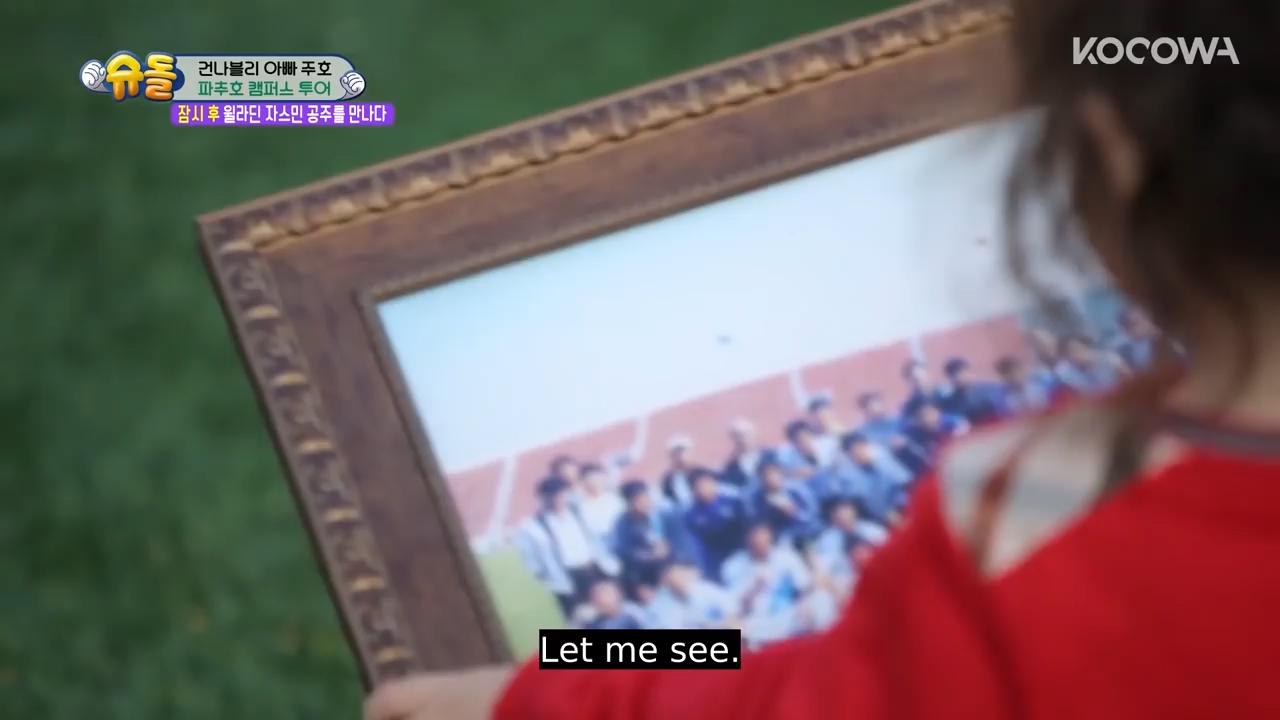 슈돌
건나블리 아빠 주호
파추호 캠퍼스 투어
잠시 후 윌라딘 자스민 공주를 만나다
KOCOWA
Let me see.